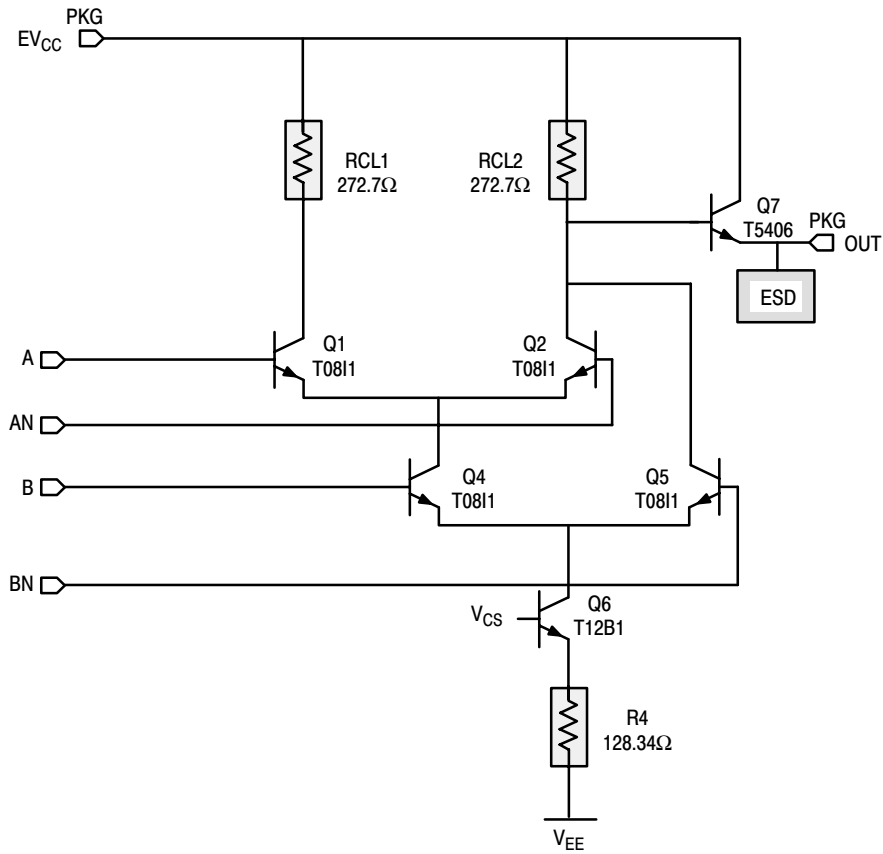 PKG
EVCC
RCL1
272.7Ω
RCL2
272.7Ω
Q7
T5406
PKG
OUT
ESD
A
Q1
T08I1
Q2
T08I1
AN
B
Q4
T08I1
Q5
T08I1
BN
VCS
Q6
T12B1
R4
128.34Ω
VEE